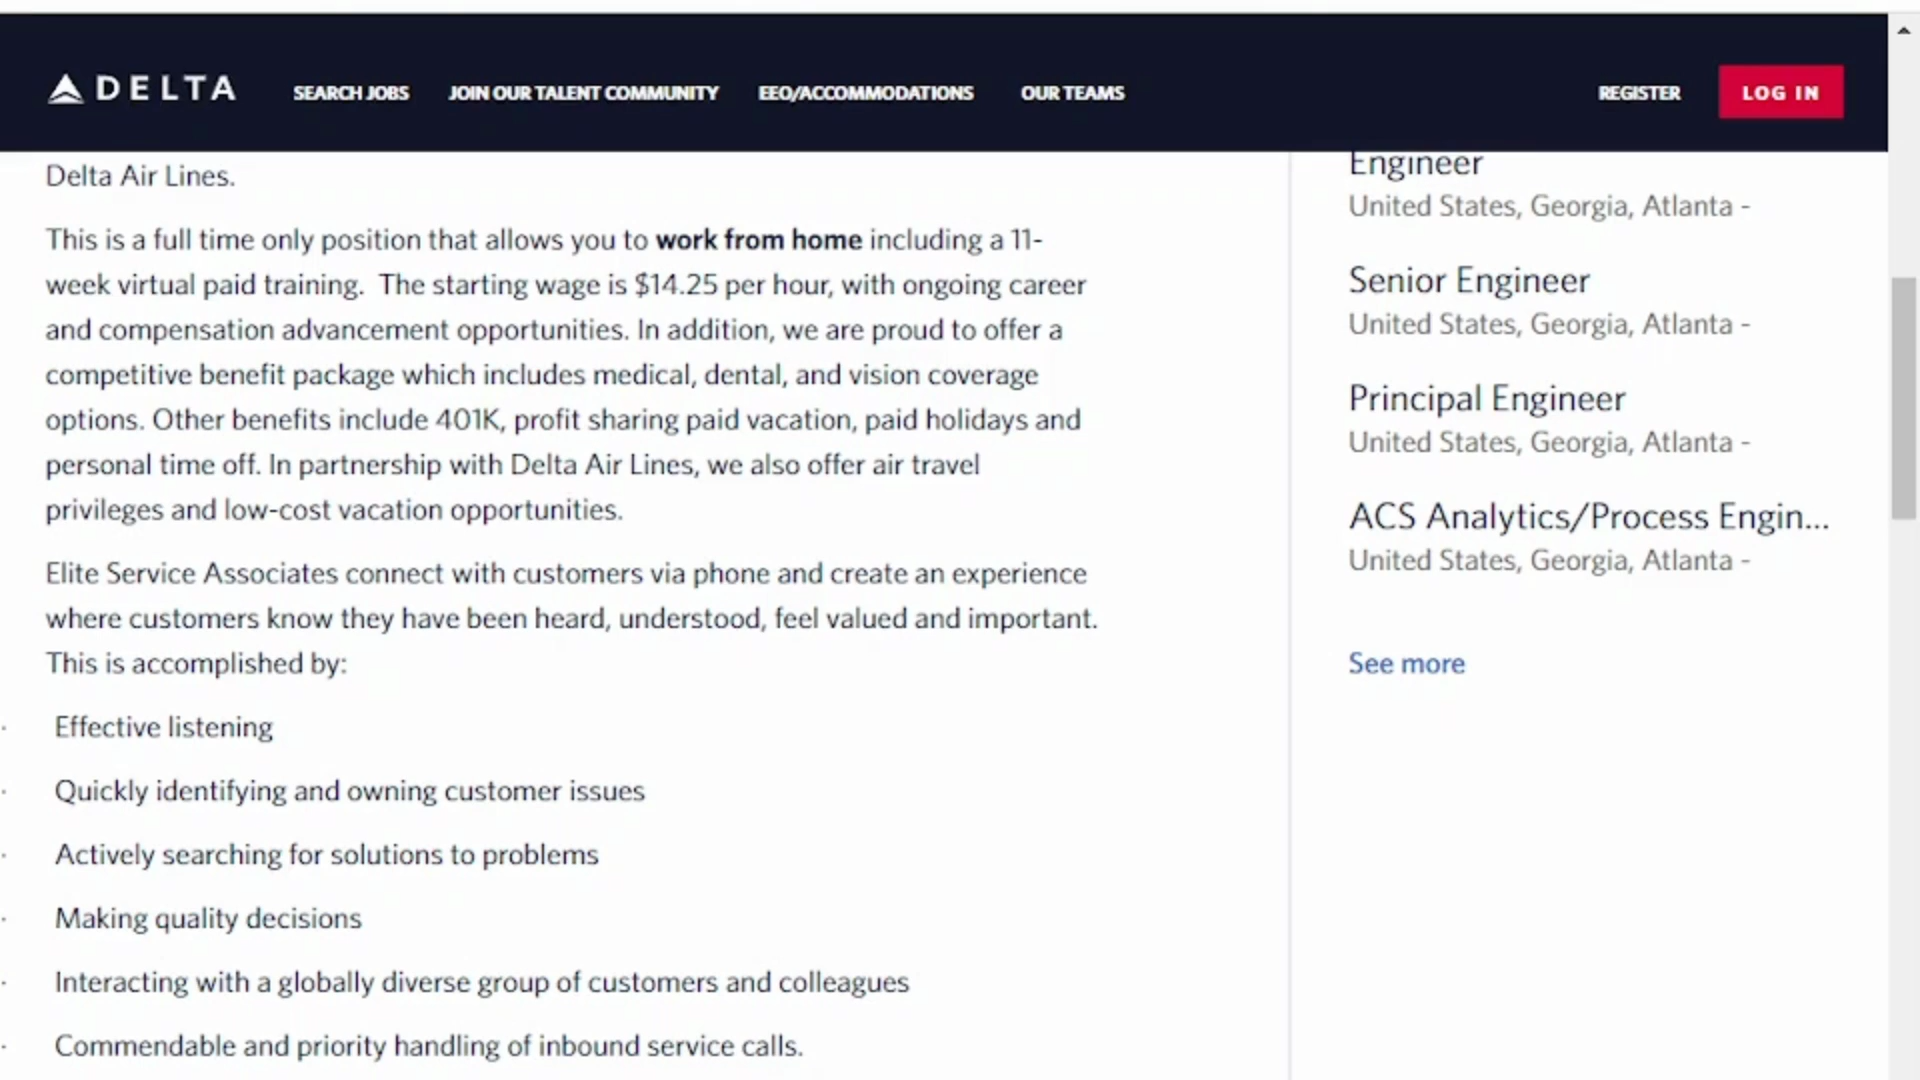 DELTA
SEARCH JOBS
JOIN OUR TALENT COMMUNITY
EEO/ACCOMMODATIONS
OUR TEAMS
REGISTER
LOG IN
Delta Air Lines.
This is a full time only position that allows you to work from home including a 11-
week virtual paid training. The starting wage is $14.25 per hour, with ongoing career
and compensation advancement opportunities. In addition, we are proud to offer a
competitive benefit package which includes medical, dental, and vision coverage
options. Other benefits include 401K, profit sharing paid vacation, paid holidays and
personal time off. In partnership with Delta Air Lines, we also offer air travel
privileges and low-cost vacation opportunities.
Elite Service Associates connect with customers via phone and create an experience
where customers know they have been heard, understood, feel valued and important.
This is accomplished by:
· Effective listening
· Quickly identifying and owning customer issues
· Actively searching for solutions to problems
· Making quality decisions
· Interacting with a globally diverse group of customers and colleagues
· Commendable and priority handling of inbound service calls.
Engineer
United States, Georgia, Atlanta -
Senior Engineer
United States, Georgia, Atlanta -
Principal Engineer
United States, Georgia, Atlanta -
ACS Analytics/Process Engin...
United States, Georgia, Atlanta -
See more